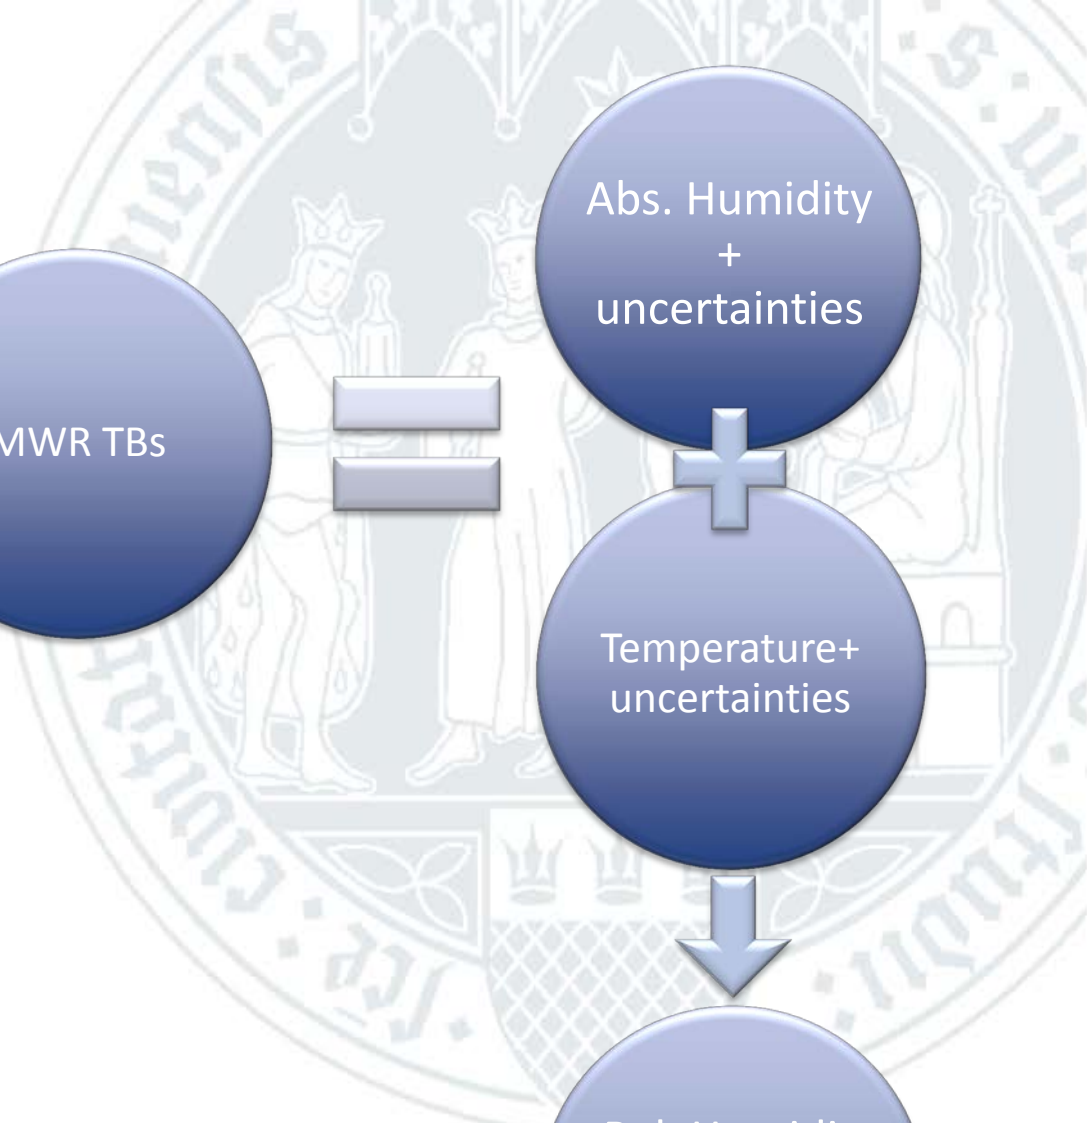 Abs. Humidity
+
uncertainties
MWR TBs
Temperature+
uncertainties